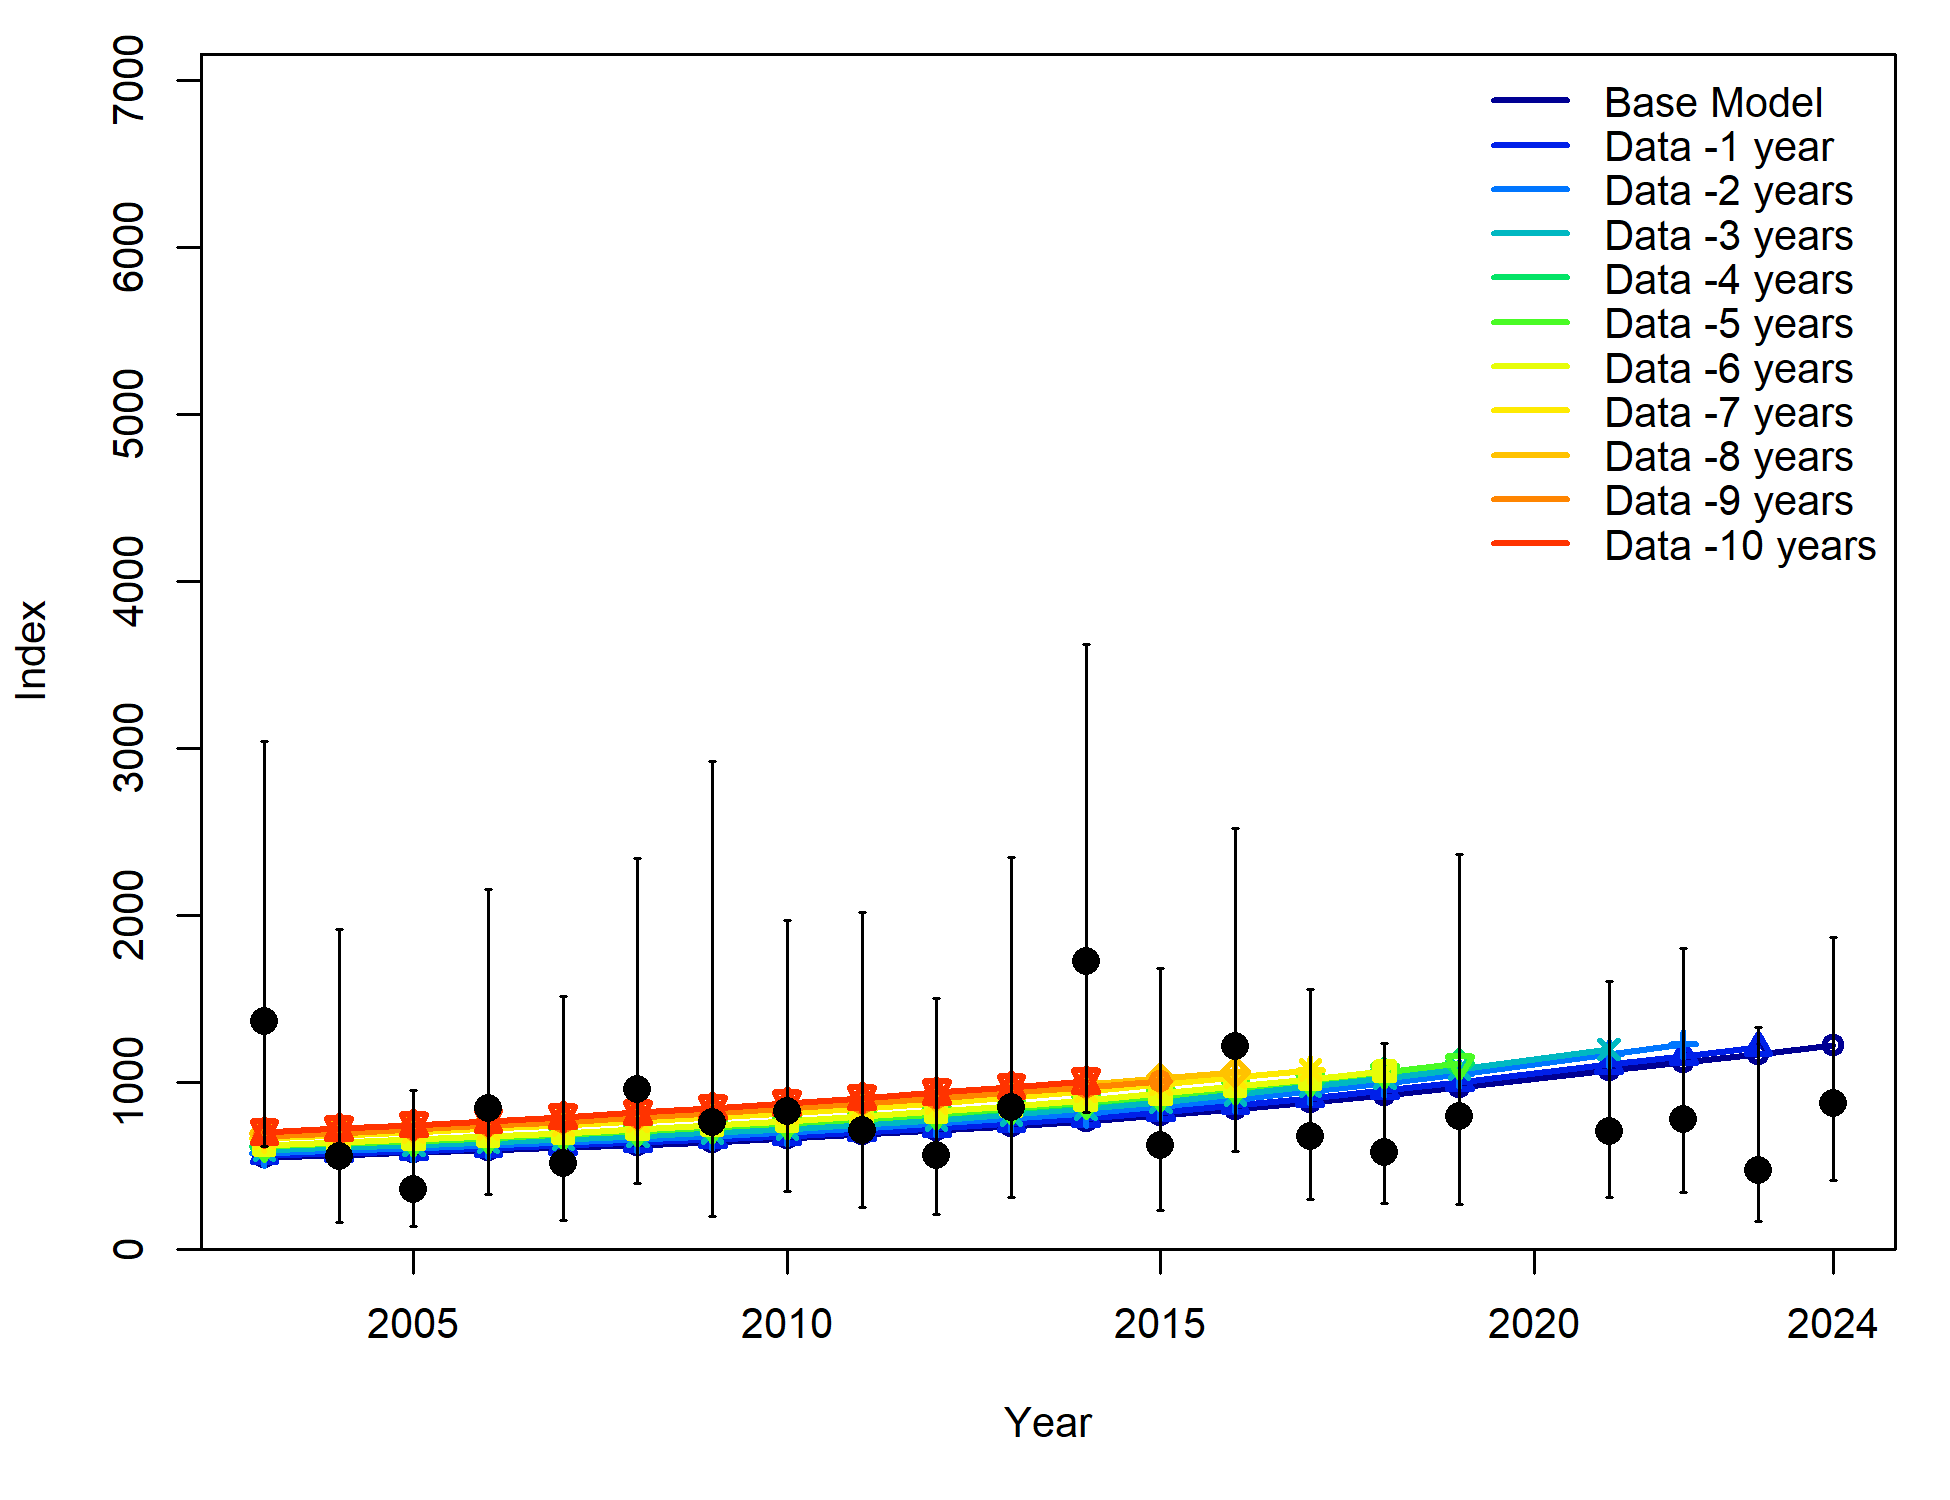 7000
6000
5000
4000
3000
2000
1000
0
Index
Base Model
Data -1 year
Data -2 years
Data -3 years
Data -4 years
Data -5 years
Data -6 years
Data -7 years
Data -8 years
Data -9 years
Data -10 years
2005
2010
2015
2020
2024
Year